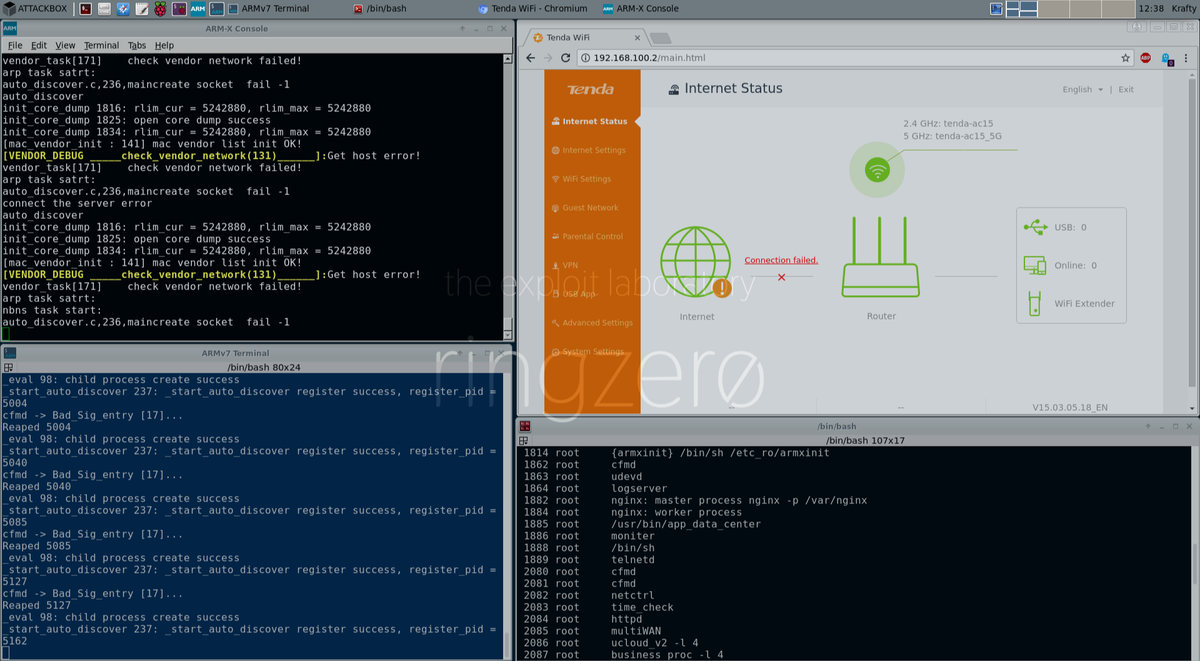 ATTACKBOX
ARM
ARMv7 Terminal
/bin/bash
Tenda WiFi - Chromium
ARM
ARM-X Console
12:38
Krafty
ARM
ARM-X Console
File Edit View Terminal Tabs Help
vendor_task[171]    check vendor network failed!
arp task satrt:
auto_discover.c,236,maincreate socket  fail -1
auto_discover
init_core_dump 1816: rlim_cur = 5242880, rlim_max = 5242880
init_core_dump 1825: open core dump success
init_core_dump 1834: rlim_cur = 5242880, rlim_max = 5242880
[mac_vendor_init : 141] mac vendor list init OK!
[VENDOR_DEBUG _____check_vendor_network(131)______]:Get host error!
vendor_task[171]    check vendor network failed!
arp task satrt:
auto_discover.c,236,maincreate socket  fail -1
connect the server error
auto_discover
init_core_dump 1816: rlim_cur = 5242880, rlim_max = 5242880
init_core_dump 1825: open core dump success
init_core_dump 1834: rlim_cur = 5242880, rlim_max = 5242880
[mac_vendor_init : 141] mac vendor list init OK!
[VENDOR_DEBUG _____check_vendor_network(131)______]:Get host error!
vendor_task[171]    check vendor network failed!
arp task satrt:
nbns task start:
auto_discover.c,236,maincreate socket  fail -1
Tenda WiFi
192.168.100.2/main.html
ABP
Tenda
Internet Status
English | Exit
Internet Status
Internet Settings
WiFi Settings
Guest Network
Parental Control
VPN
USB App
Advanced Settings
System Settings
2.4 GHz: tenda-ac15
5 GHz: tenda-ac15_5G
Connection failed.
Internet
Router
USB: 0
Online: 0
WiFi Extender
V15.03.05.18_EN
the exploit laboratory
ringzerø
ARMv7 Terminal
/bin/bash 80x24
_eval 98: child process create success
_start_auto_discover 237: _start_auto_discover register success, register_pid =
5004
cfmd -> Bad_Sig_entry [17]...
Reaped 5004
_eval 98: child process create success
_start_auto_discover 237: _start_auto_discover register success, register_pid =
5040
cfmd -> Bad_Sig_entry [17]...
Reaped 5040
_eval 98: child process create success
_start_auto_discover 237: _start_auto_discover register success, register_pid =
5085
cfmd -> Bad_Sig_entry [17]...
Reaped 5085
_eval 98: child process create success
_start_auto_discover 237: _start_auto_discover register success, register_pid =
5127
cfmd -> Bad_Sig_entry [17]...
Reaped 5127
_eval 98: child process create success
_start_auto_discover 237: _start_auto_discover register success, register_pid =
5162
/bin/bash
/bin/bash 107x17
1814 root    {armxinit} /bin/sh /etc_ro/armxinit
1862 root    cfmd
1863 root    udevd
1864 root    logserver
1882 root    nginx: master process nginx -p /var/nginx
1884 root    nginx: worker process
1885 root    /usr/bin/app_data_center
1886 root    moniter
1888 root    /bin/sh
1889 root    telnetd
2080 root    cfmd
2081 root    cfmd
2082 root    netctrl
2083 root    time_check
2084 root    httpd
2085 root    multiWAN
2086 root    ucloud_v2 -l 4
2087 root    business_proc -l 4